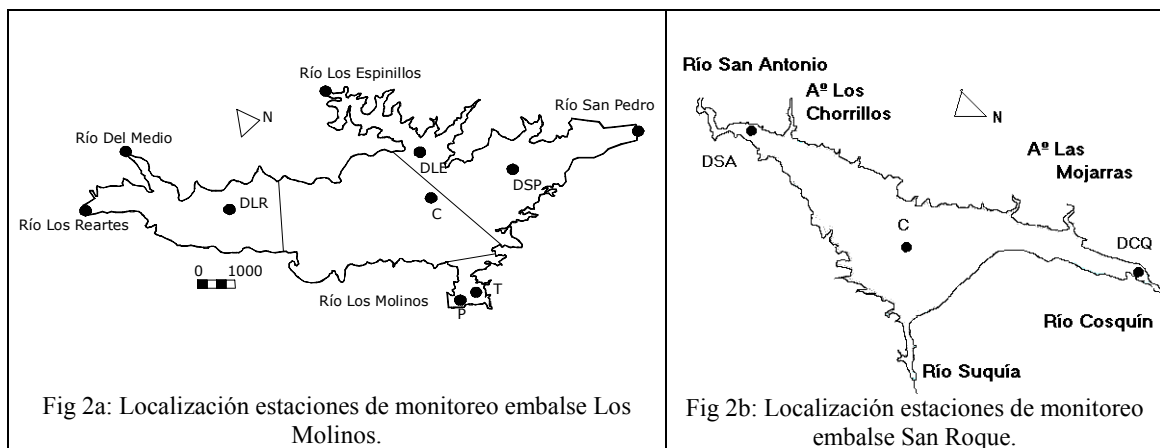 Río Los Espinillos
Río San Pedro
N
Río Del Medio
DLE
DSP
DLR
C
Río Los Reartes
0 1000
Río Los Molinos
T
P
Fig 2a: Localización estaciones de monitoreo embalse Los
Molinos.
Río San Antonio
Aº Los
Chorrillos
N
DSA
Aº Las
Mojarras
C
DCQ
Río Cosquín
Río Suquía
Fig 2b: Localización estaciones de monitoreo
embalse San Roque.